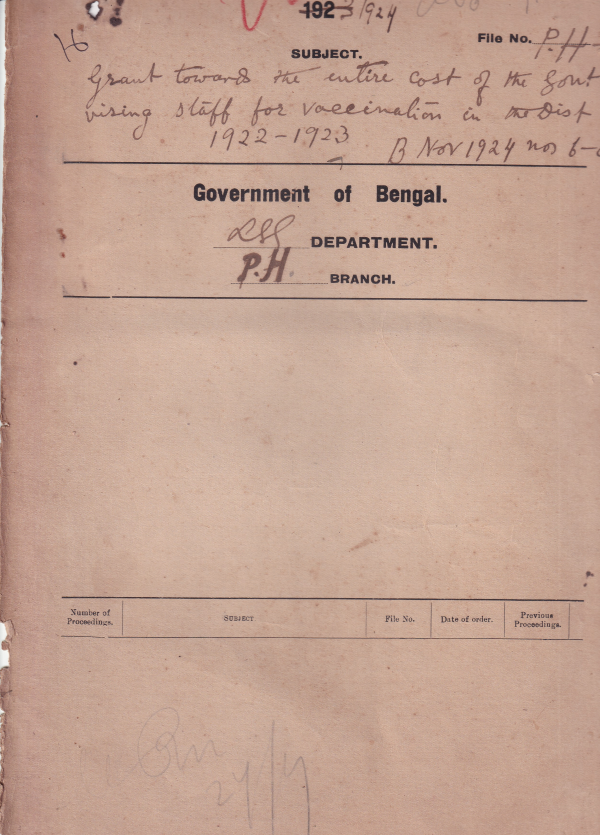 1923 1924
File No. P.H
SUBJECT.
Grant towards the entire cost of the Govt
vising staff for vaccination in the Dist
1922-1923
B Nov 1924 nos 6-
Government of Bengal.
LSG DEPARTMENT.
P.H. BRANCH.
Number of Proceedings.
SUBJECT
File No.
Date of order.
Previous Proceedings.